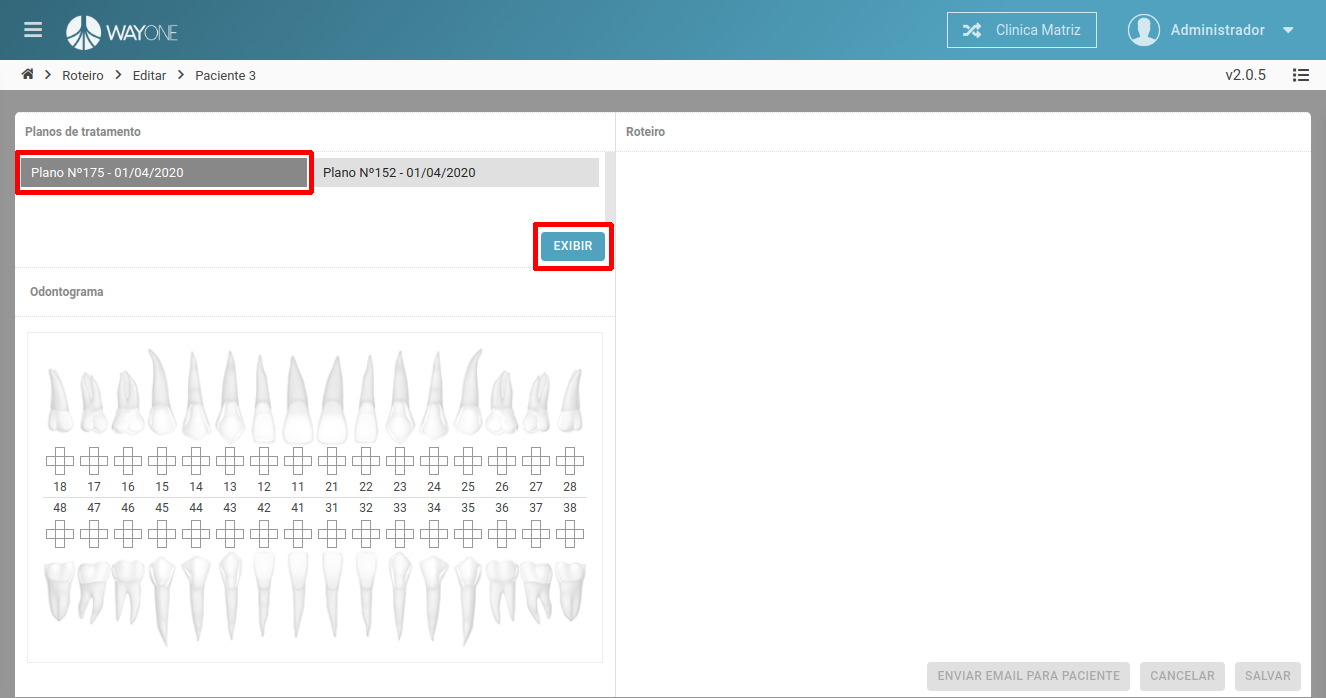 WAYONE
Clinica Matriz
Administrador
Roteiro
Editar
Paciente 3
v2.0.5
Planos de tratamento
Roteiro
Plano Nº175 - 01/04/2020
Plano Nº152 - 01/04/2020
EXIBIR
Odontograma
18 17 16 15 14 13 12 11 21 22 23 24 25 26 27 28
48 47 46 45 44 43 42 41 31 32 33 34 35 36 37 38
ENVIAR EMAIL PARA PACIENTE
CANCELAR
SALVAR